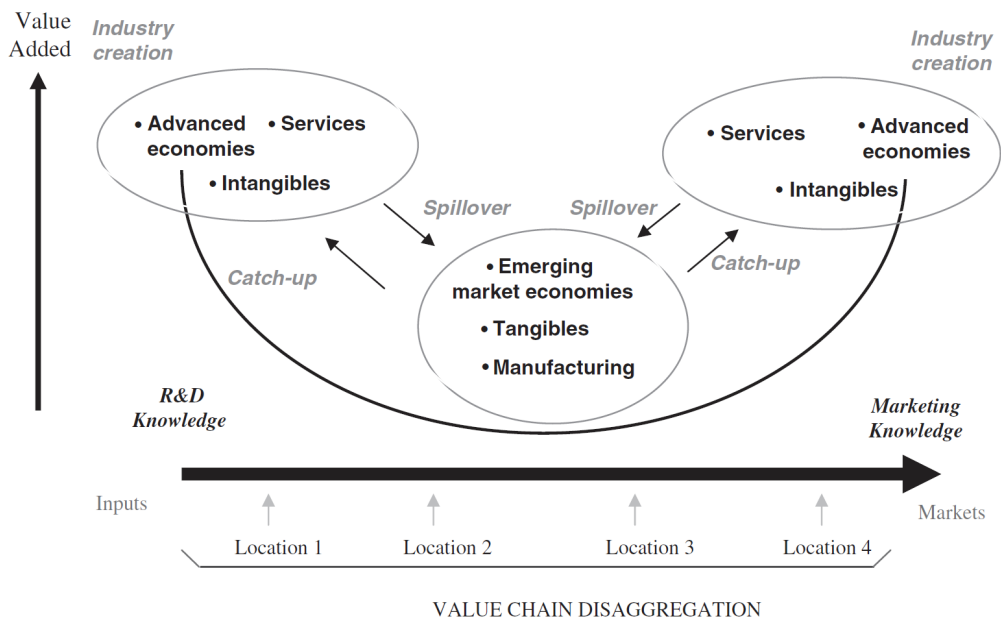 Value
Added
Industry
creation
Industry
creation
• Advanced
economies
• Services
• Intangibles
• Services
• Advanced
economies
• Intangibles
Spillover
Spillover
Catch-up
Catch-up
• Emerging
market economies
• Tangibles
• Manufacturing
R&D
Knowledge
Marketing
Knowledge
Inputs
Markets
Location 1
Location 2
Location 3
Location 4
VALUE CHAIN DISAGGREGATION